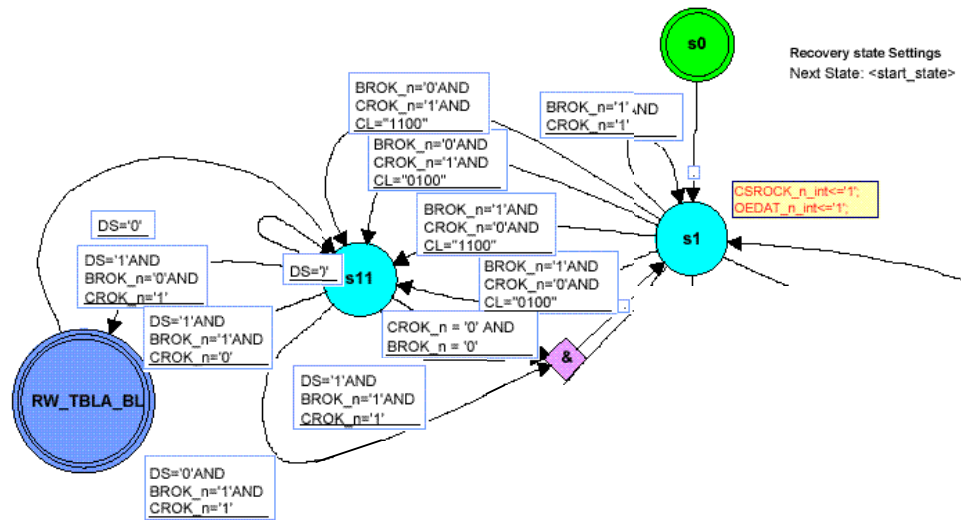 s0
Recovery state Settings
Next State: <start_state>
BROK_n='0'AND
CROK_n='1'AND
CL="1100"
BROK_n='1' AND
CROK_n='1'
BROK_n='0'AND
CROK_n='1'AND
CL="0100"
CSROCK_n_int<='1';
OEDAT_n_int<='1';
BROK_n='1'AND
CROK_n='0'AND
CL="1100"
s1
DS='0'
DS='1'AND
BROK_n='0'AND
CROK_n='1'
s11
BROK_n='1'AND
CROK_n='0'AND
CL="0100"
DS='1'AND
BROK_n='1'AND
CROK_n='0'
CROK_n = '0' AND
BROK_n = '0'
&
RW_TBLA_BL
DS='1'AND
BROK_n='1'AND
CROK_n='1'
DS='0'AND
BROK_n='1'AND
CROK_n='1'